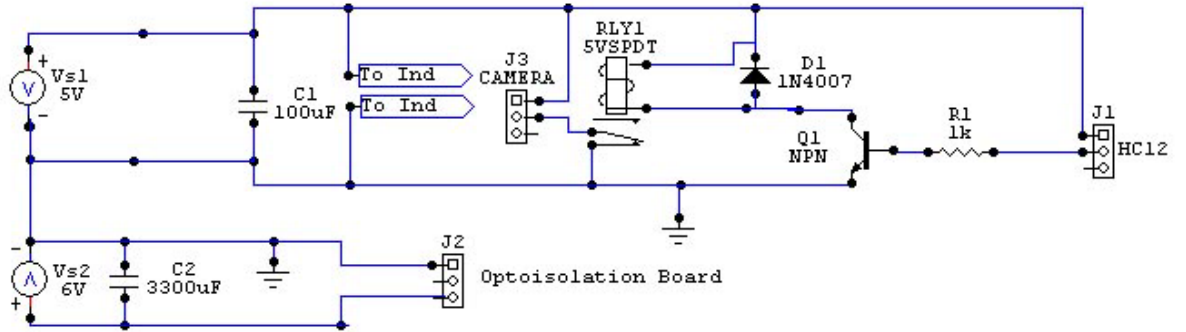 RLY1
5VSPDT
J3
CAMERA
D1
1N4007
To Ind
To Ind
+
Vs1
5V
-
C1
100uF
J1
R1
1k
Q1
NPN
HC12
-
Vs2
6V
+
C2
3300uF
J2
Optoisolation Board